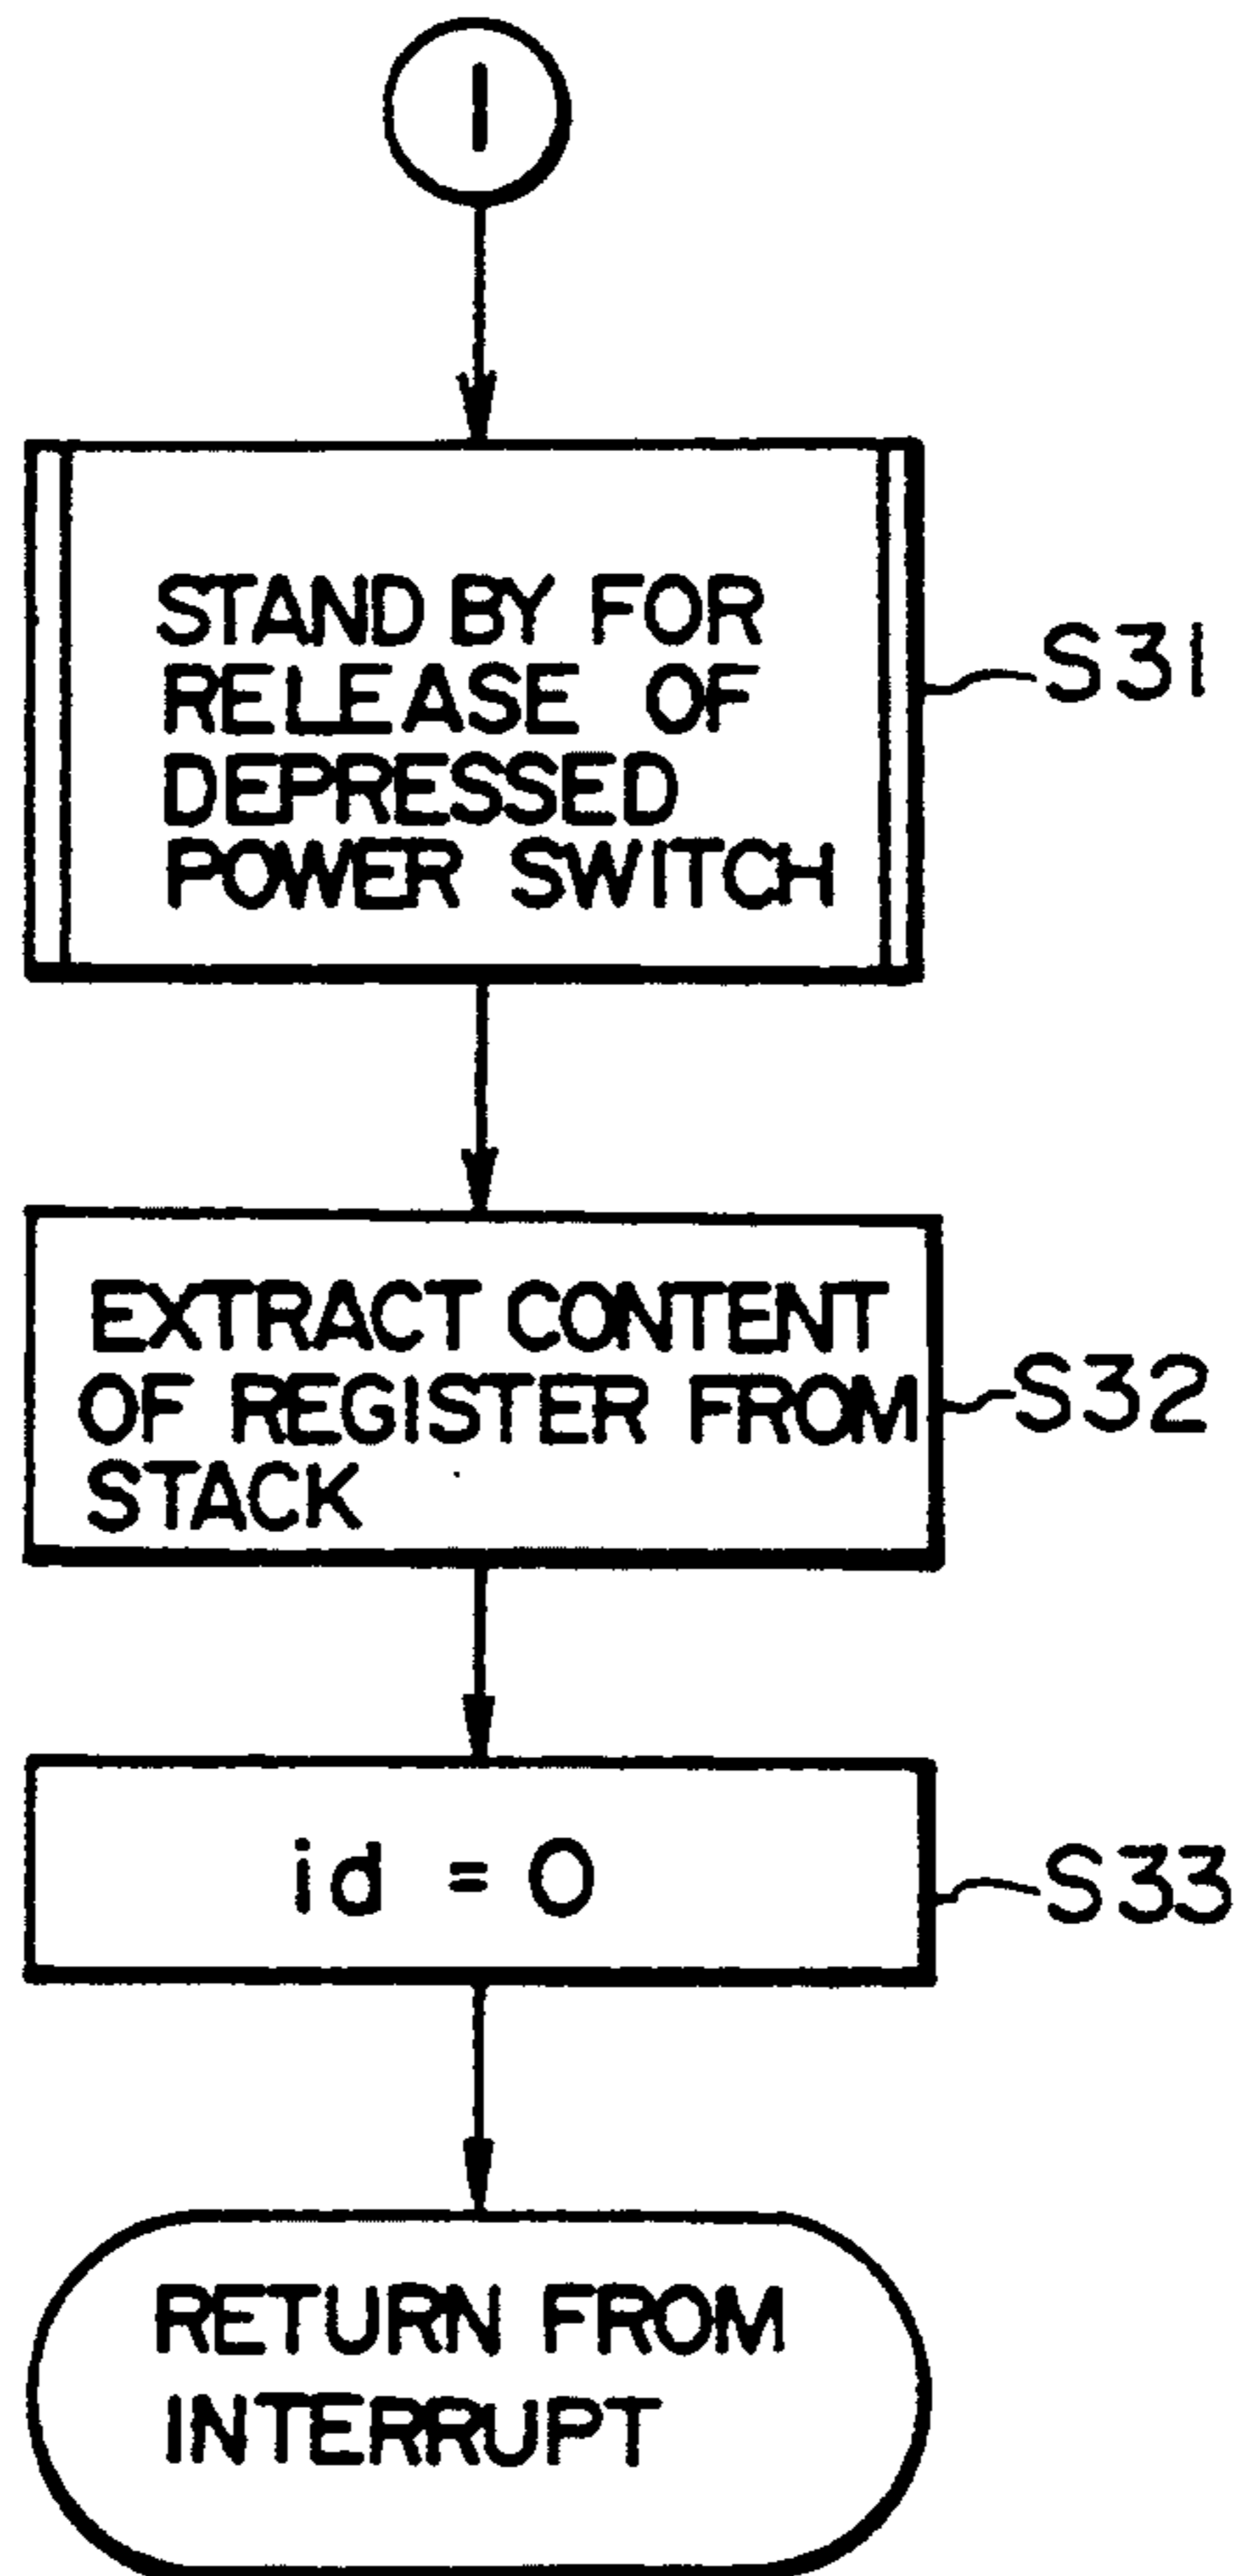 1
STAND BY FOR
RELEASE OF
DEPRESSED
POWER SWITCH
S31
EXTRACT CONTENT
OF REGISTER FROM
STACK
S32
id = 0
S33
RETURN FROM
INTERRUPT